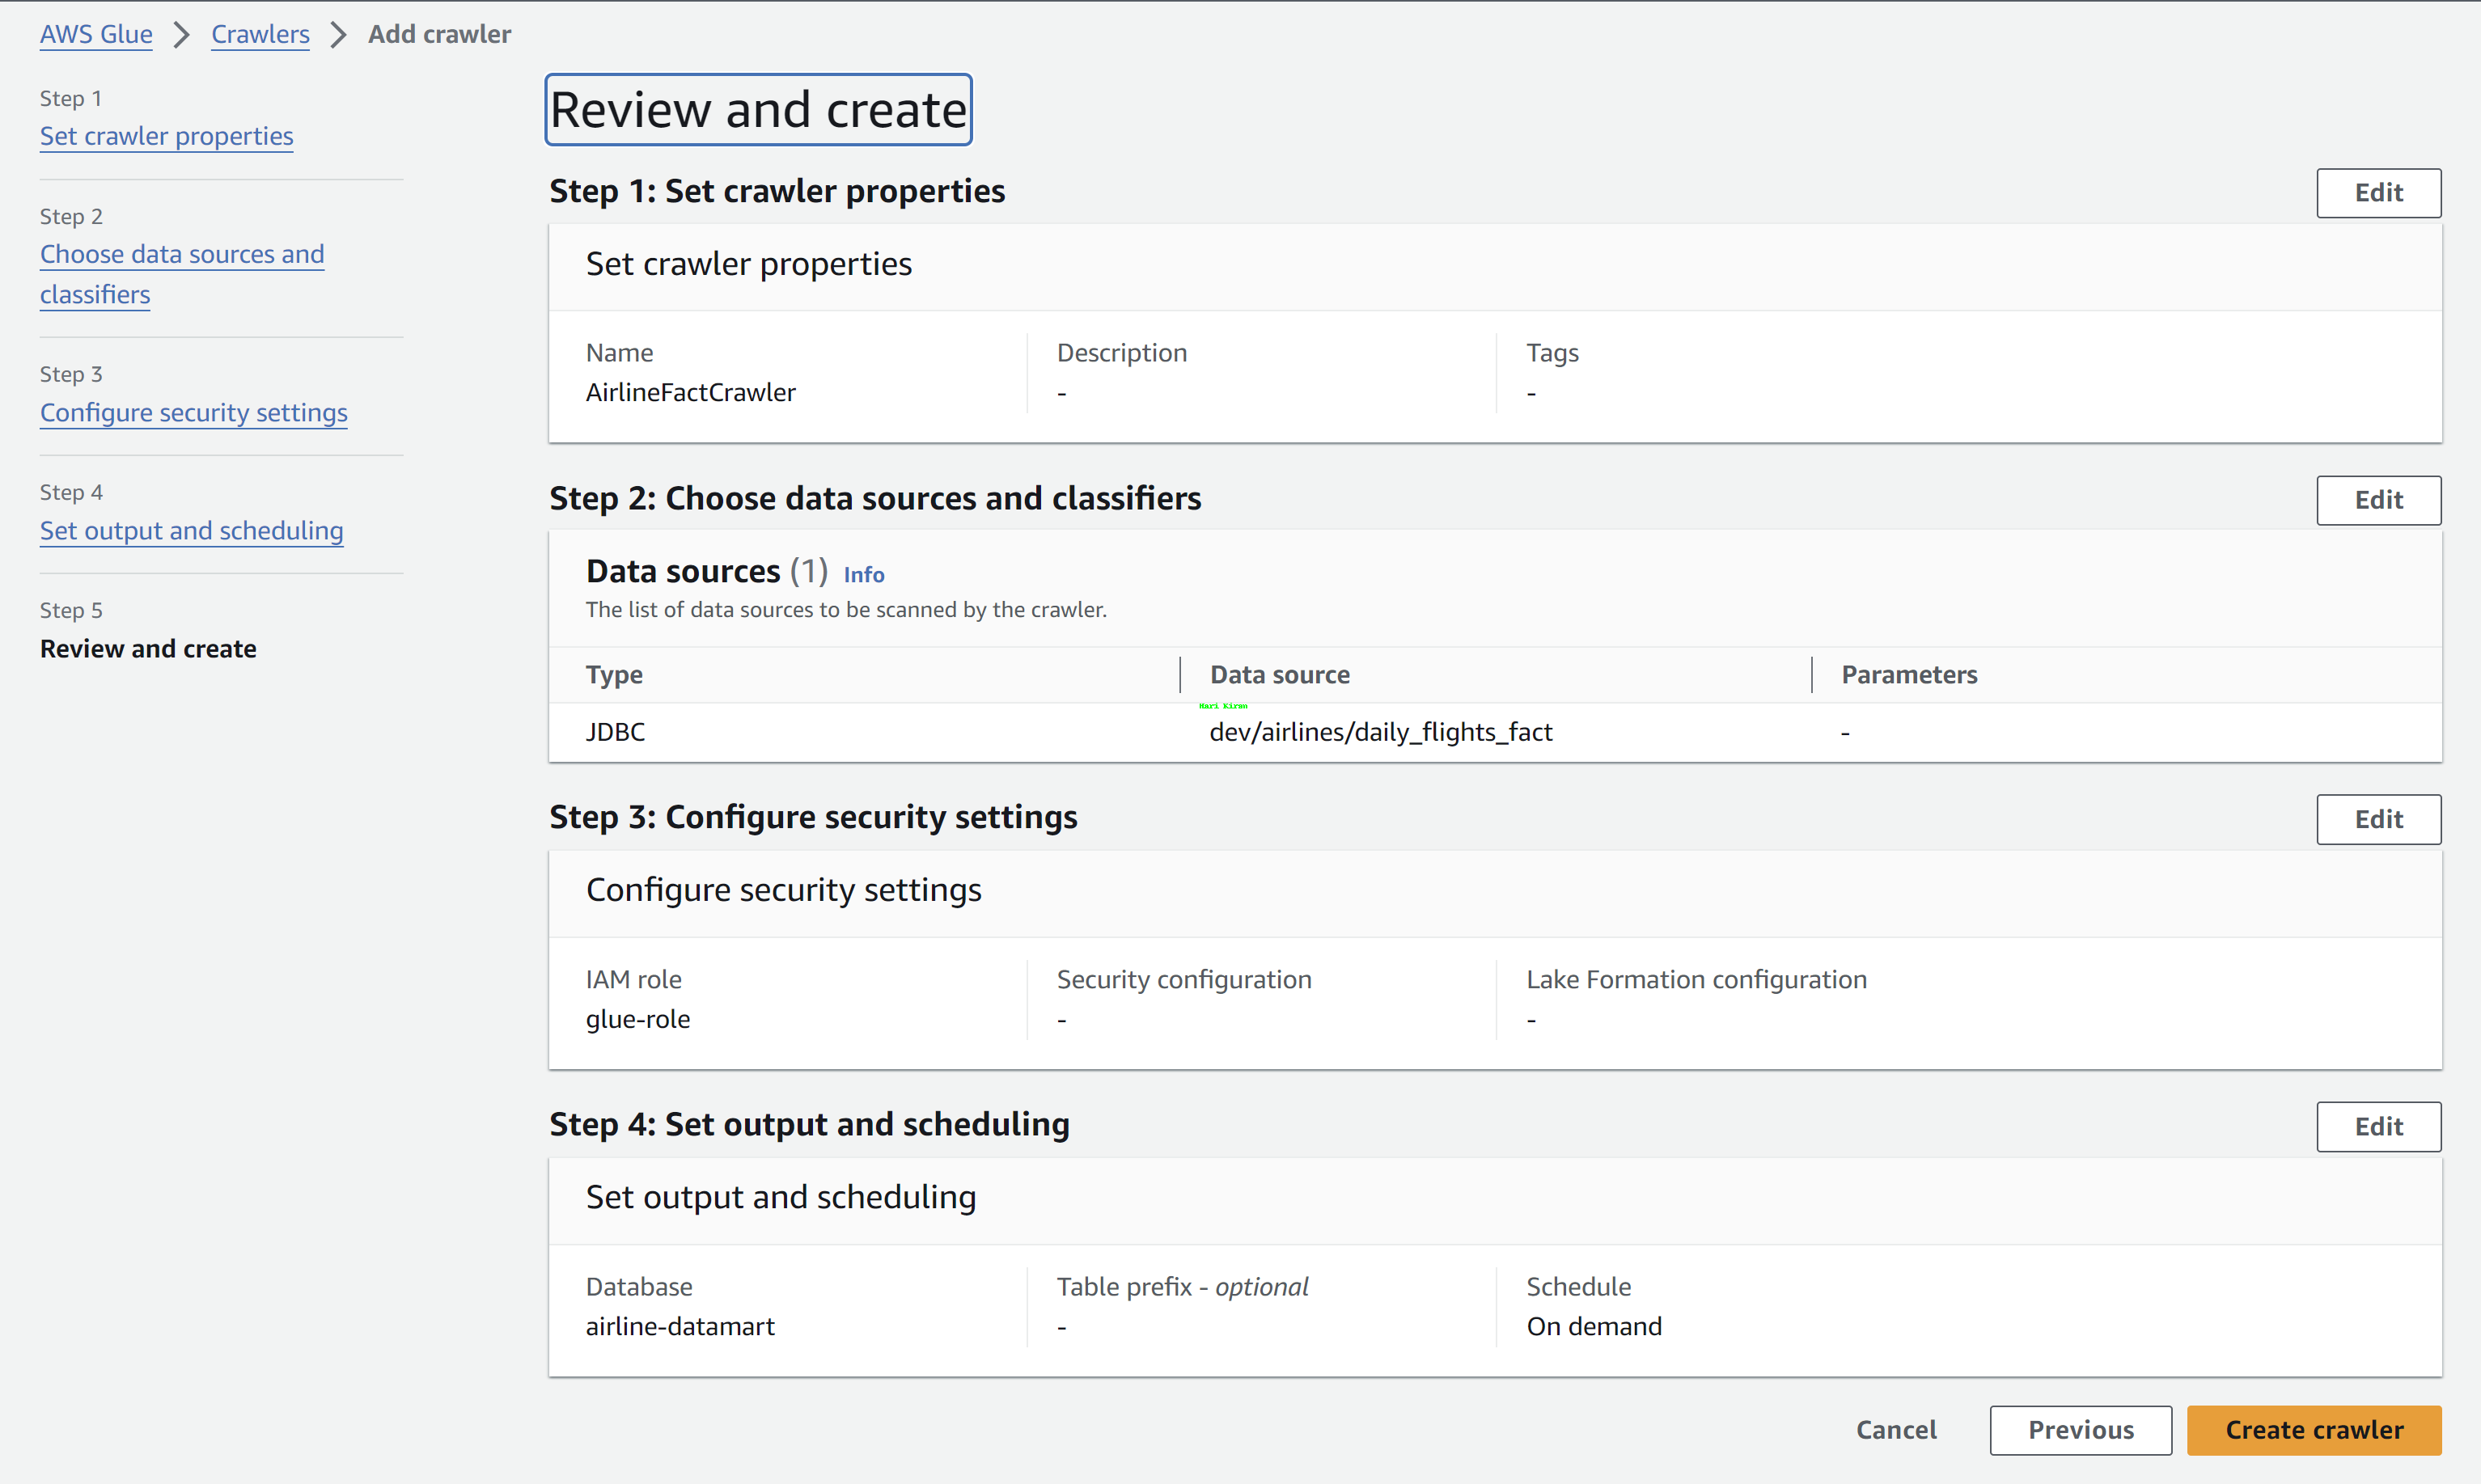 AWS Glue > Crawlers > Add crawler
Step 1
Set crawler properties
Step 2
Choose data sources and
classifiers
Step 3
Configure security settings
Step 4
Set output and scheduling
Step 5
Review and create
Review and create
Step 1: Set crawler properties
Edit
Set crawler properties
Name Description Tags
AirlineFactCrawler - -
Step 2: Choose data sources and classifiers
Edit
Data sources (1) Info
The list of data sources to be scanned by the crawler.
Type Data source Parameters
Hari Kiran
JDBC dev/airlines/daily_flights_fact -
Step 3: Configure security settings
Edit
Configure security settings
IAM role Security configuration Lake Formation configuration
glue-role - -
Step 4: Set output and scheduling
Edit
Set output and scheduling
Database Table prefix - optional Schedule
airline-datamart - On demand
Cancel Previous Create crawler